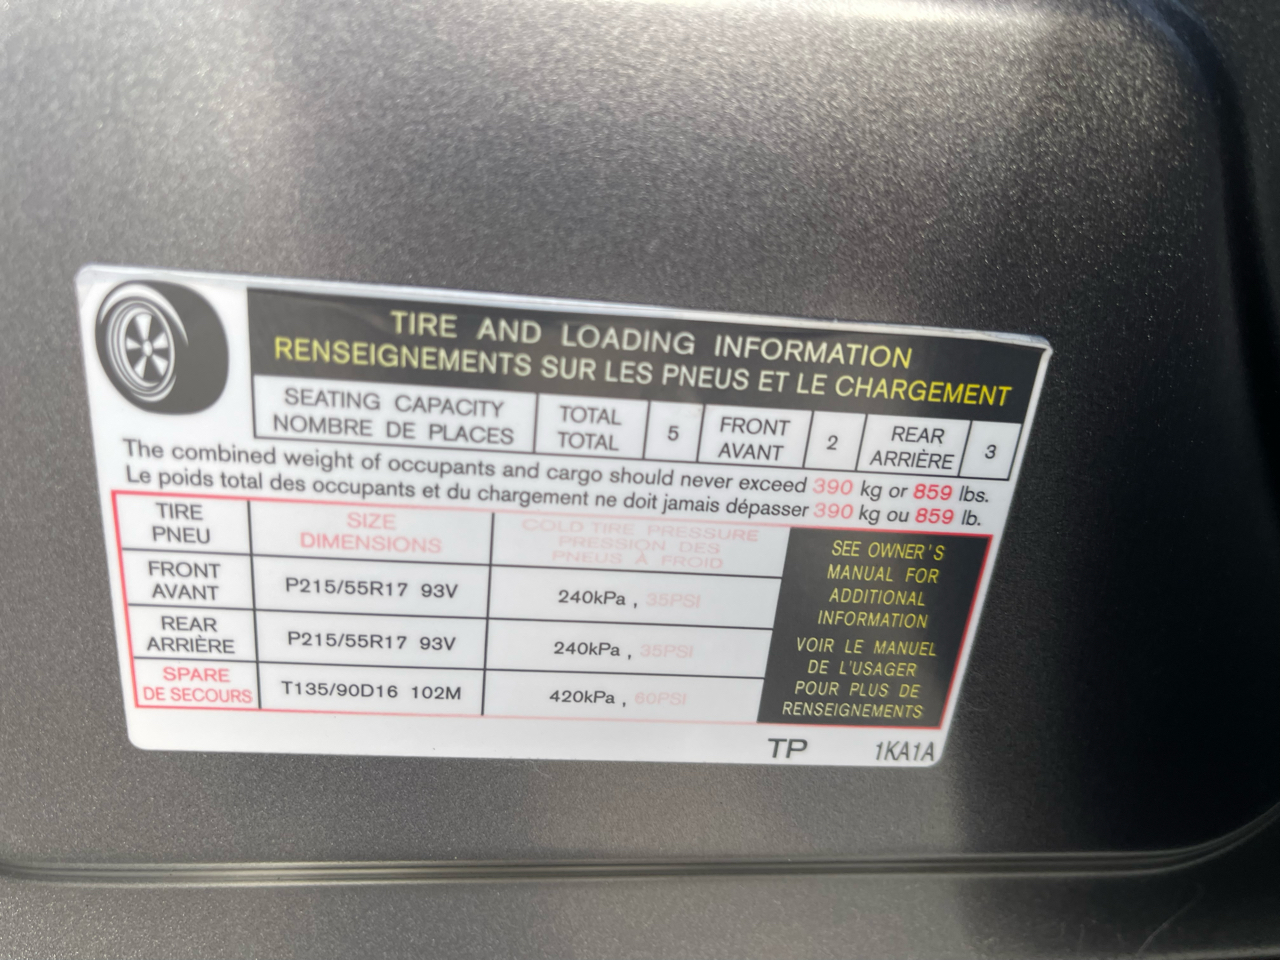 TIRE AND LOADING INFORMATION
RENSEIGNEMENTS SUR LES PNEUS ET LE CHARGEMENT
SEATING CAPACITY
NOMBRE DE PLACES
TOTAL
TOTAL
5
FRONT
AVANT
2
REAR
ARRIÈRE
3
The combined weight of occupants and cargo should never exceed 390 kg or 859 lbs.
Le poids total des occupants et du chargement ne doit jamais dépasser 390 kg ou 859 lb.
TIRE
PNEU
SIZE
DIMENSIONS
COLD TIRE PRESSURE
PRESSION DES
PNEUS À FROID
FRONT
AVANT
P215/55R17 93V
240kPa , 35PSI
REAR
ARRIÈRE
P215/55R17 93V
240kPa , 35PSI
SPARE
DE SECOURS
T135/90D16 102M
420kPa , 60PSI
SEE OWNER'S
MANUAL FOR
ADDITIONAL
INFORMATION
VOIR LE MANUEL
DE L'USAGER
POUR PLUS DE
RENSEIGNEMENTS
TP 1KA1A